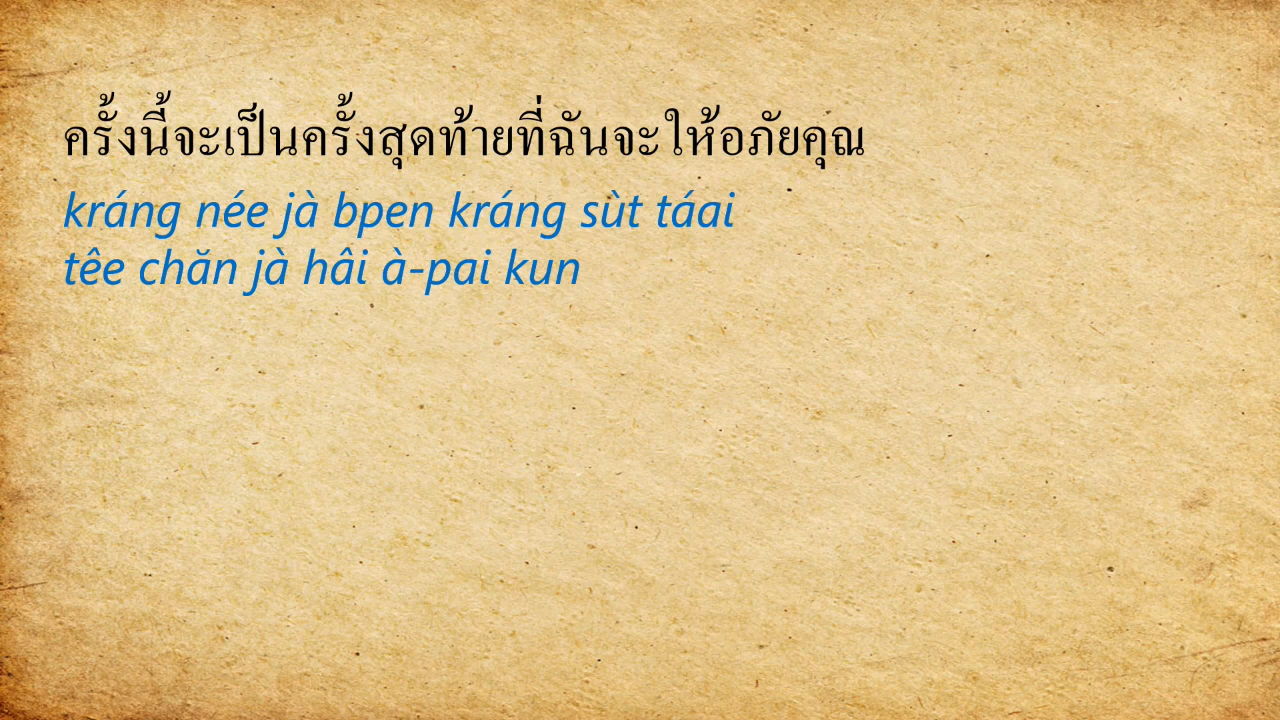 ครั้งนี้จะเป็นครั้งสุดท้ายที่ฉันจะให้อภัยคุณ
kráng née jà bpen kráng sùt táai
têe chăn jà hâi à-pai kun